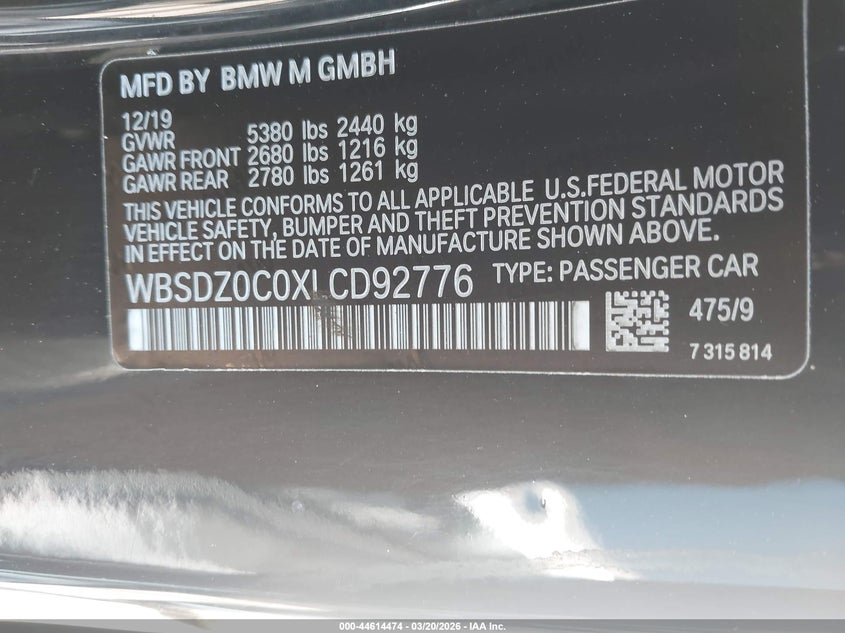 MFD BY BMW M GMBH
12/19
GVWR 5380 lbs 2440 kg
GAWR FRONT 2680 lbs 1216 kg
GAWR REAR 2780 lbs 1261 kg
THIS VEHICLE CONFORMS TO ALL APPLICABLE U.S.FEDERAL MOTOR
VEHICLE SAFETY, BUMPER AND THEFT PREVENTION STANDARDS
IN EFFECT ON THE DATE OF MANUFACTURE SHOWN ABOVE.
WBSDZ0C0XLCD92776 TYPE: PASSENGER CAR
475/9
7 315 814
000-44614474 - 03/20/2026 - IAA Inc.